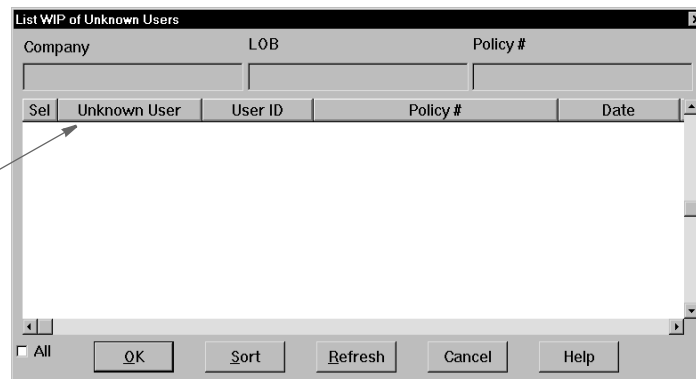 List WIP of Unknown Users
Company LOB Policy #
Sel Unknown User User ID Policy # Date
All OK Sort Refresh Cancel Help